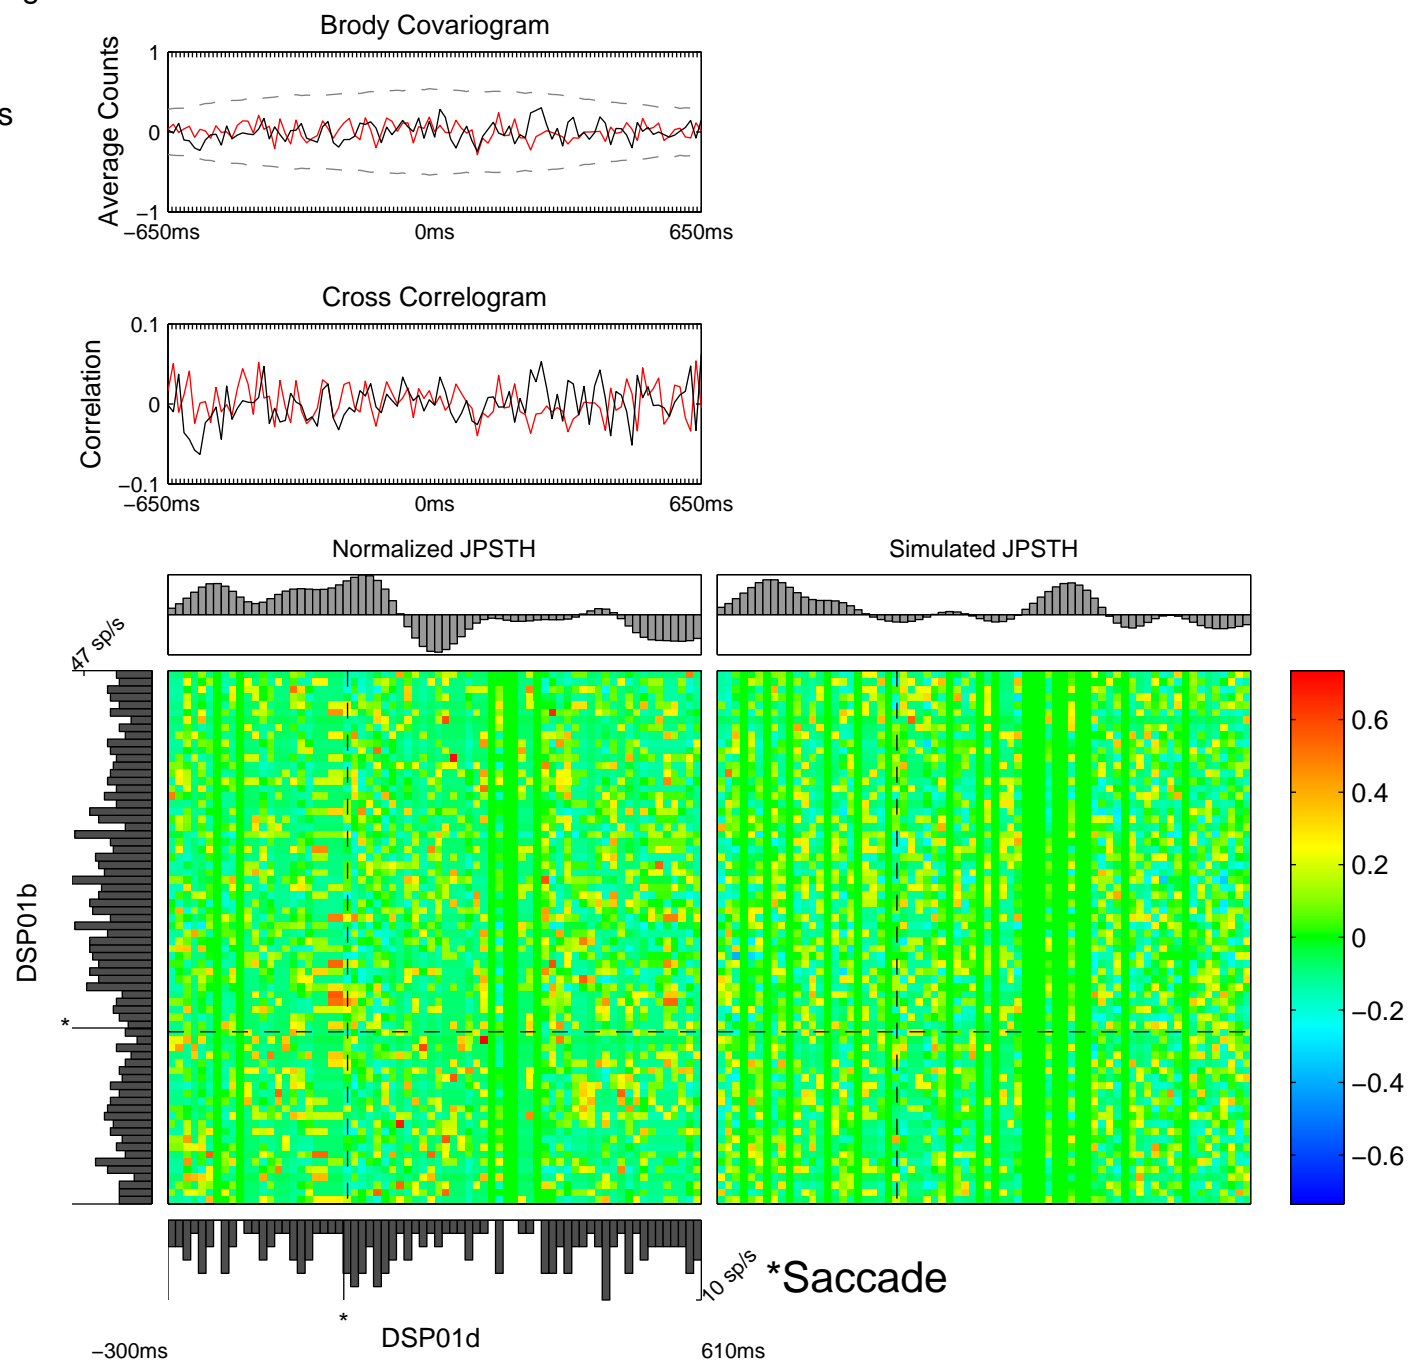 g
Brody Covariogram
s
Average Counts
1
0
−1
−650ms 0ms 650ms
Cross Correlogram
Correlation
0.1
0
−0.1
−650ms 0ms 650ms
Normalized JPSTH
Simulated JPSTH
47 sp/s
DSP01b
*
0.6
0.4
0.2
0
−0.2
−0.4
−0.6
10 sp/s
*Saccade
*
DSP01d
−300ms 610ms